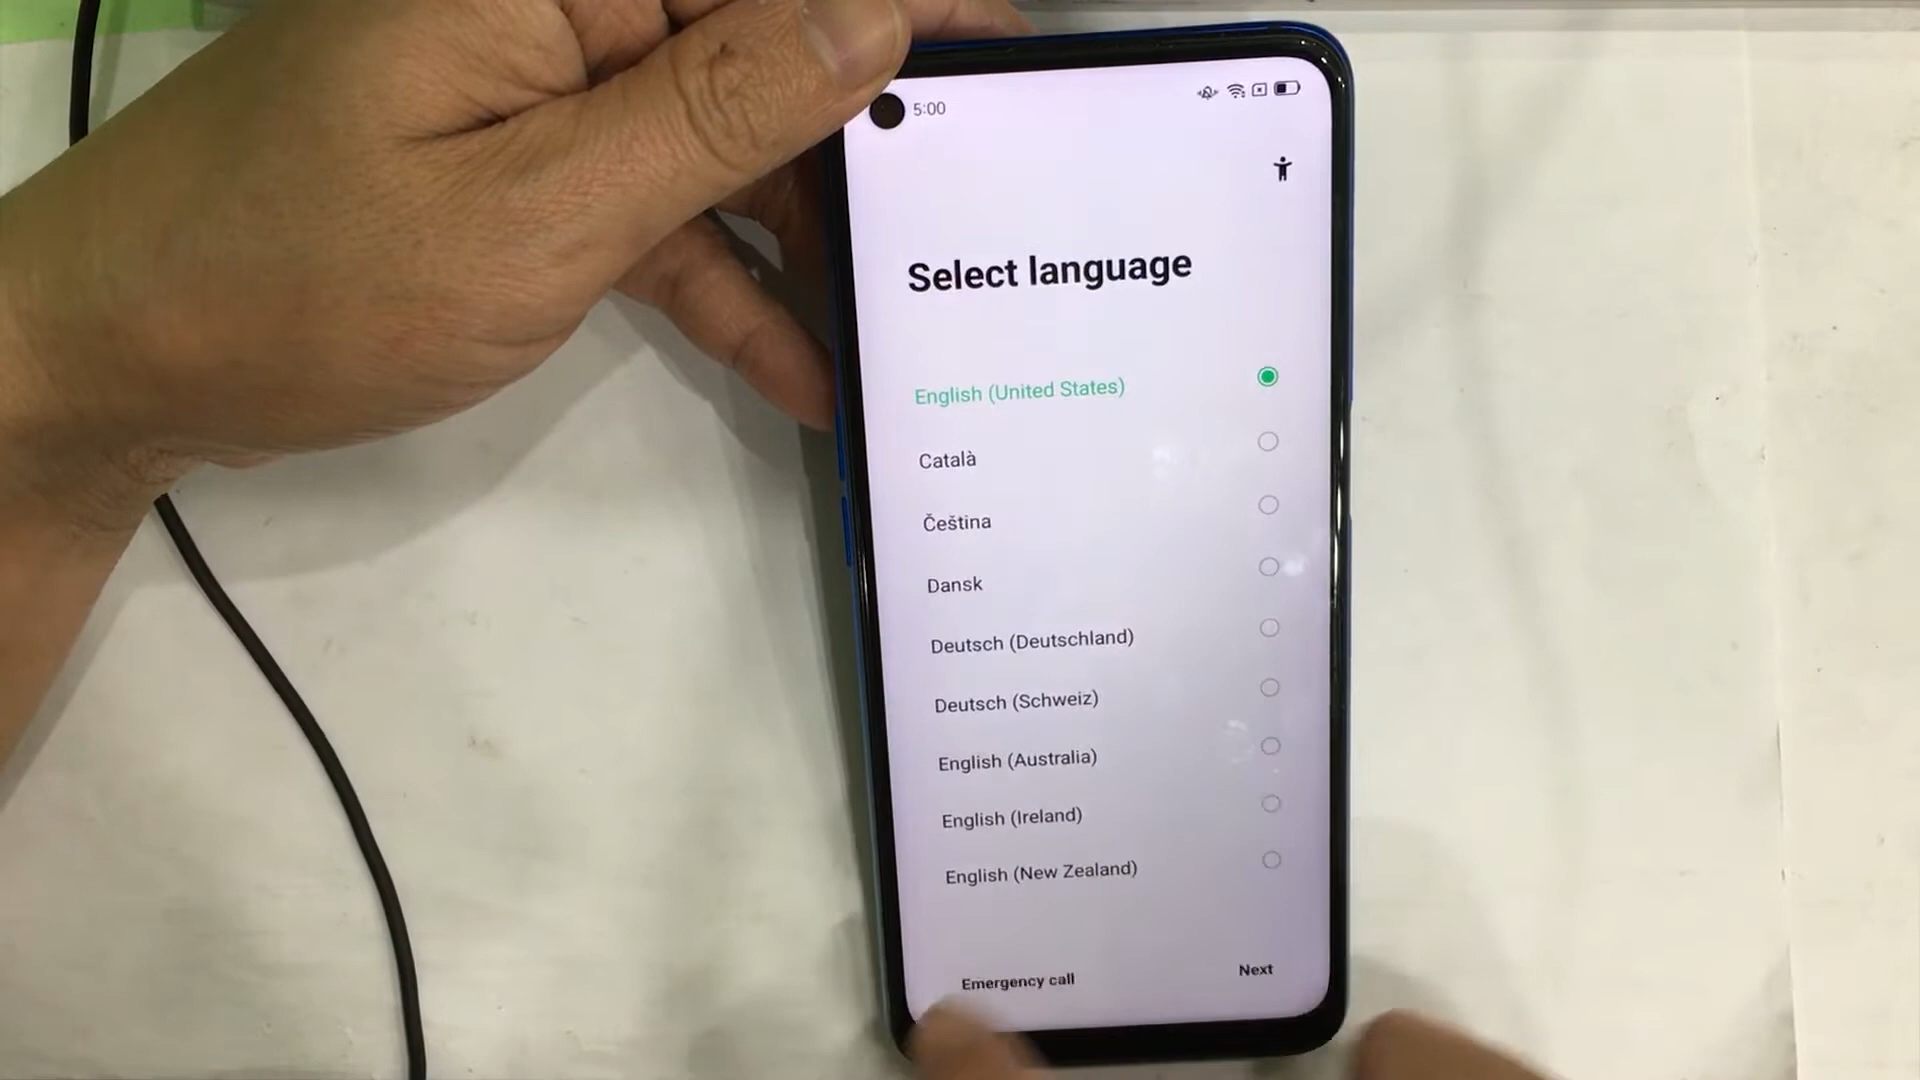 5:00
Select language
English (United States)
Català
Čeština
Dansk
Deutsch (Deutschland)
Deutsch (Schweiz)
English (Australia)
English (Ireland)
English (New Zealand)
Emergency call
Next